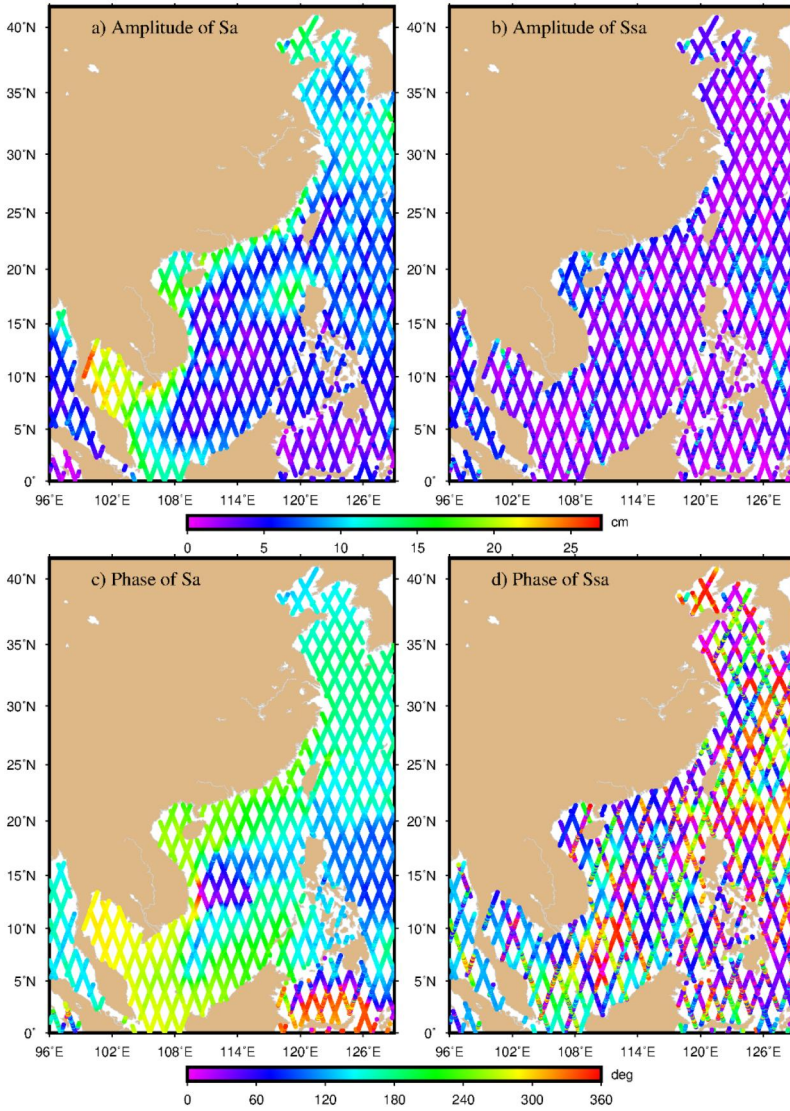 a) Amplitude of Sa
b) Amplitude of Ssa
40°N 40°N
35°N 35°N
30°N 30°N
25°N 25°N
20°N 20°N
15°N 15°N
10°N 10°N
5°N 5°N
0° 0°
96°E 102°E 108°E 114°E 120°E 126°E 96°E 102°E 108°E 114°E 120°E 126°E
cm
0 5 10 15 20 25
c) Phase of Sa
d) Phase of Ssa
40°N 40°N
35°N 35°N
30°N 30°N
25°N 25°N
20°N 20°N
15°N 15°N
10°N 10°N
5°N 5°N
0° 0°
96°E 102°E 108°E 114°E 120°E 126°E 96°E 102°E 108°E 114°E 120°E 126°E
deg
0 60 120 180 240 300 360